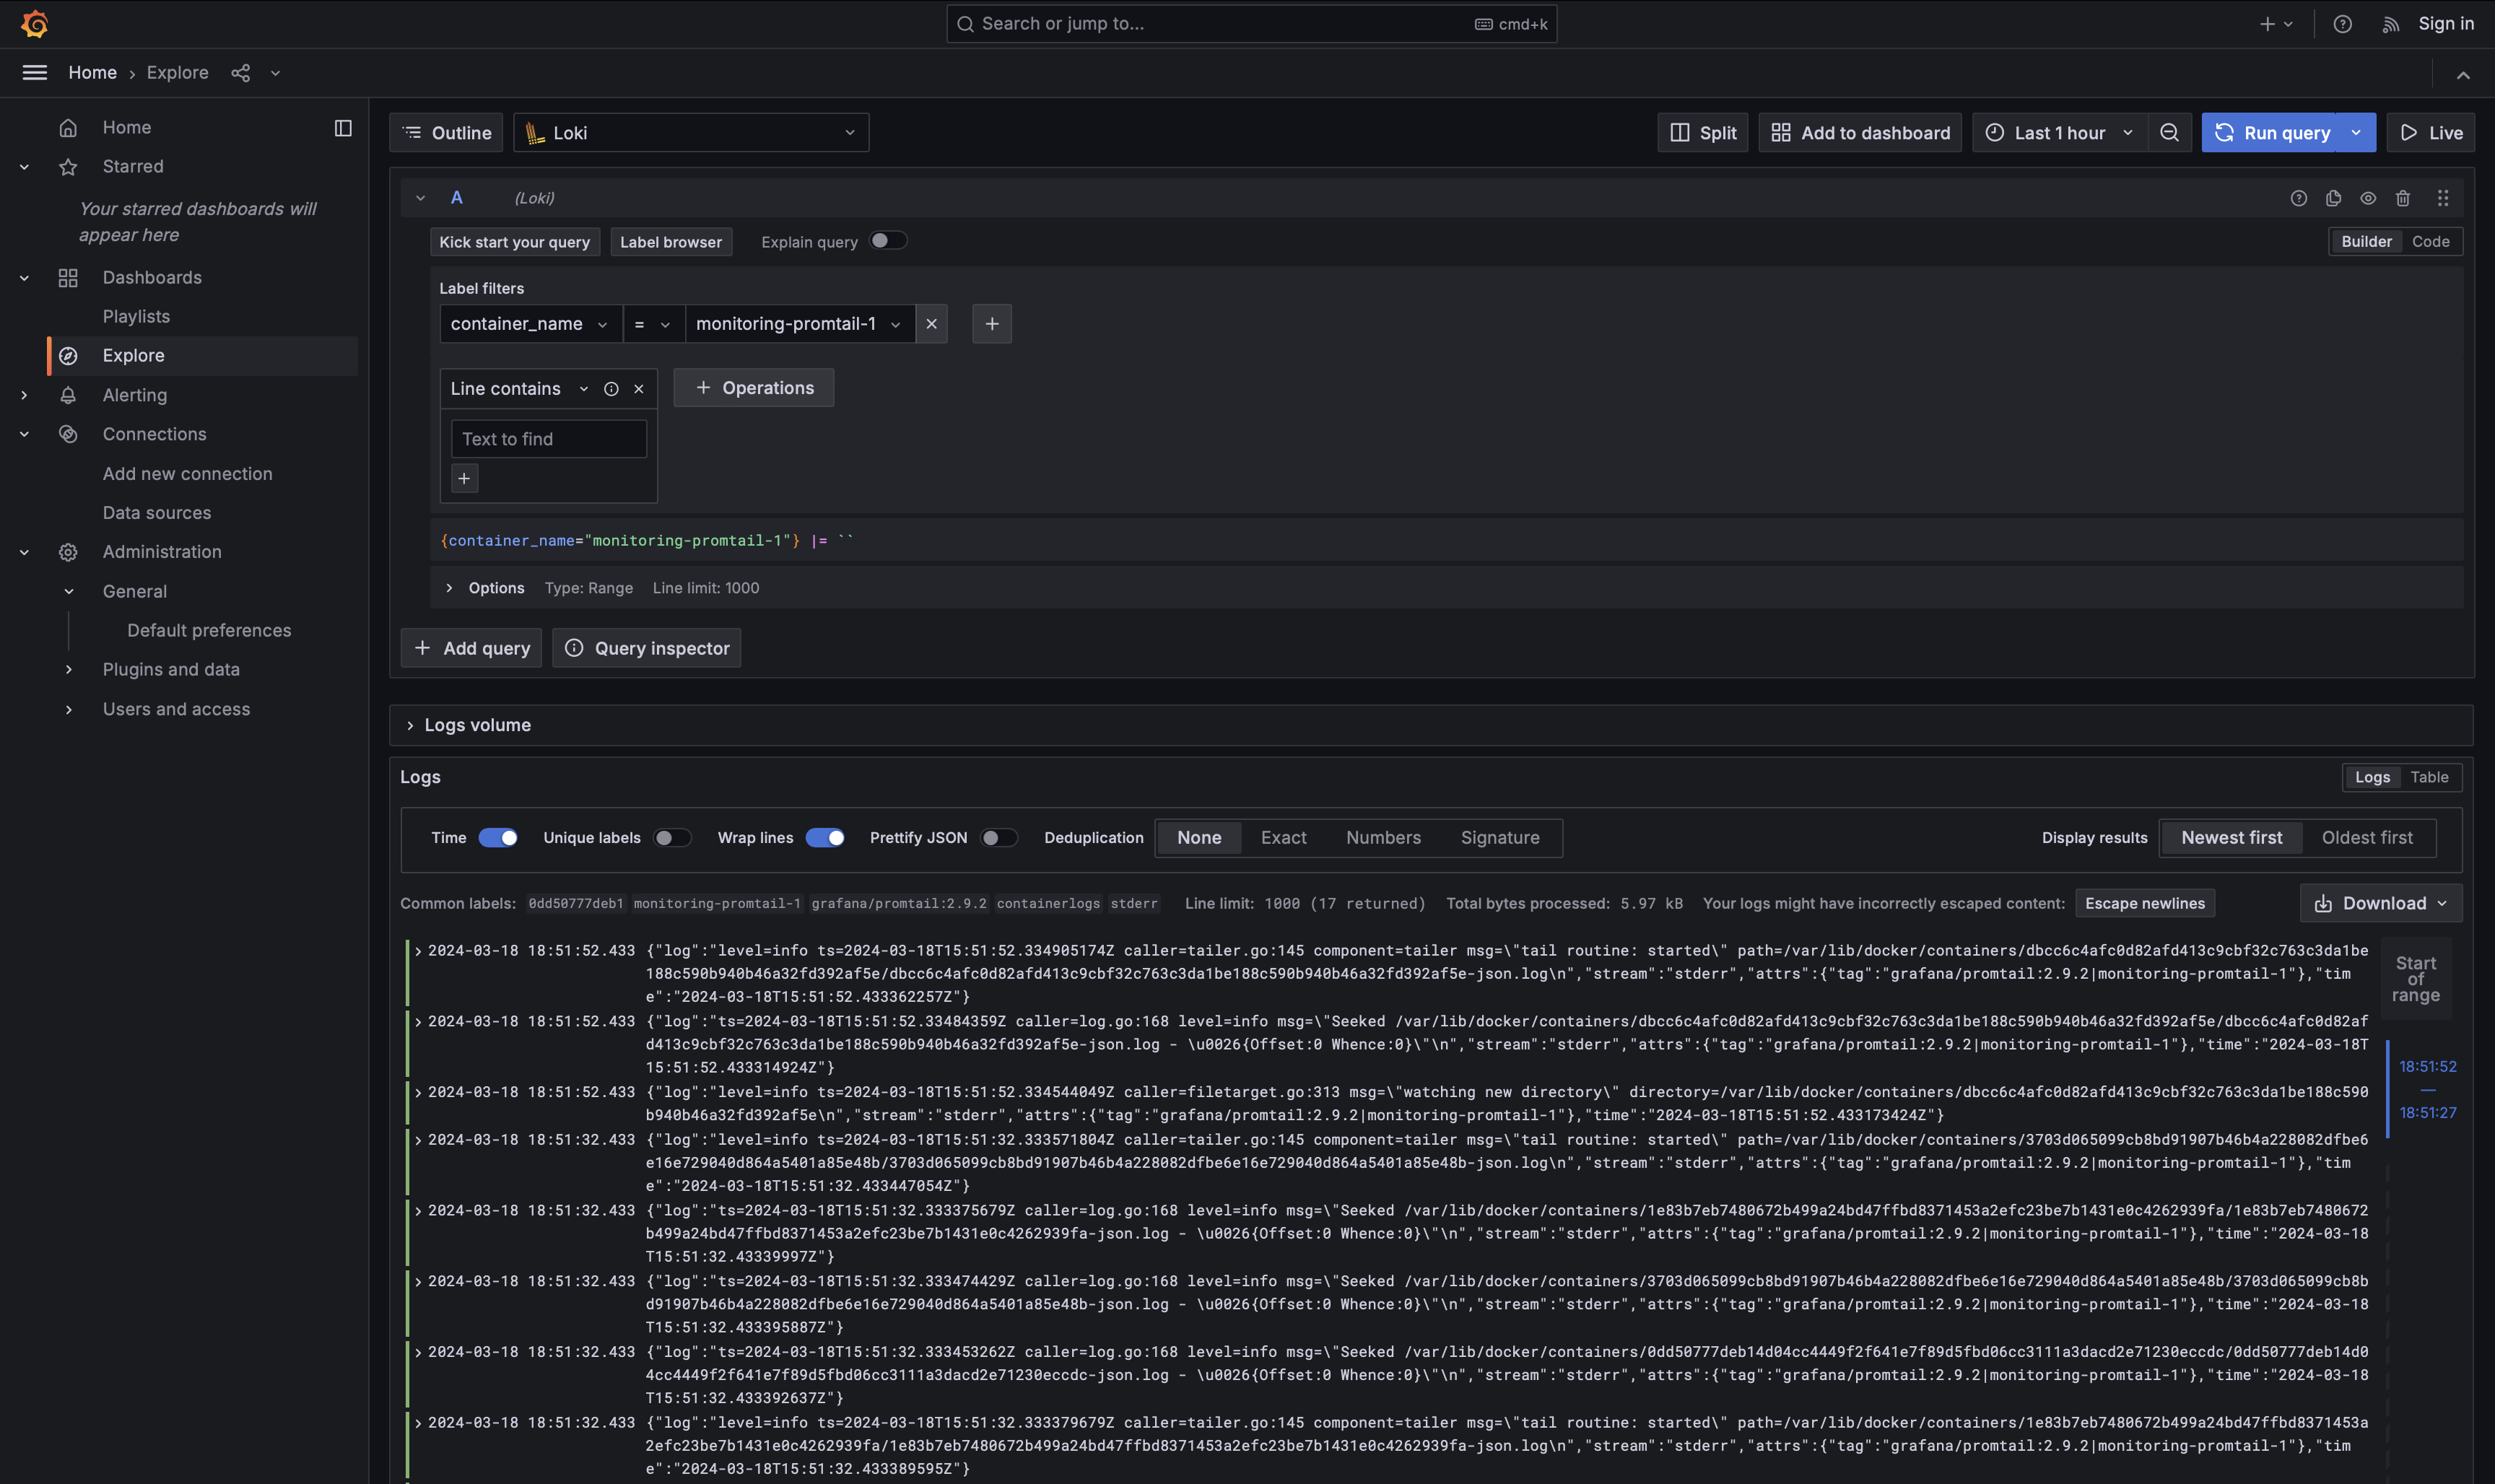 Search or jump to...
cmd+k
Sign in
Home › Explore
Home
Starred
Your starred dashboards will
appear here
Dashboards
Playlists
Explore
Alerting
Connections
Add new connection
Data sources
Administration
General
Default preferences
Plugins and data
Users and access
Outline
Loki
Split
Add to dashboard
Last 1 hour
Run query
Live
A (Loki)
Kick start your query
Label browser
Explain query
Builder
Code
Label filters
container_name
=
monitoring-promtail-1
Line contains
Operations
Text to find
{container_name="monitoring-promtail-1"} |= ``
Options Type: Range Line limit: 1000
Add query
Query inspector
Logs volume
Logs
Logs
Table
Time
Unique labels
Wrap lines
Prettify JSON
Deduplication
None
Exact
Numbers
Signature
Display results
Newest first
Oldest first
Common labels: 0dd50777deb1 monitoring-promtail-1 grafana/promtail:2.9.2 containerlogs stderr Line limit: 1000 (17 returned) Total bytes processed: 5.97 kB Your logs might have incorrectly escaped content: Escape newlines
Download
2024-03-18 18:51:52.433 {"log":"level=info ts=2024-03-18T15:51:52.334905174Z caller=tailer.go:145 component=tailer msg=\"tail routine: started\" path=/var/lib/docker/containers/dbcc6c4afc0d82afd413c9cbf32c763c3da1be
188c590b940b46a32fd392af5e/dbcc6c4afc0d82afd413c9cbf32c763c3da1be188c590b940b46a32fd392af5e-json.log\n","stream":"stderr","attrs":{"tag":"grafana/promtail:2.9.2|monitoring-promtail-1"},"tim
e":"2024-03-18T15:51:52.433362257Z"}
2024-03-18 18:51:52.433 {"log":"ts=2024-03-18T15:51:52.33484359Z caller=log.go:168 level=info msg=\"Seeked /var/lib/docker/containers/dbcc6c4afc0d82afd413c9cbf32c763c3da1be188c590b940b46a32fd392af5e/dbcc6c4afc0d82af
d413c9cbf32c763c3da1be188c590b940b46a32fd392af5e-json.log - \u0026{Offset:0 Whence:0}\"\n","stream":"stderr","attrs":{"tag":"grafana/promtail:2.9.2|monitoring-promtail-1"},"time":"2024-03-18T
15:51:52.433314924Z"}
2024-03-18 18:51:52.433 {"log":"level=info ts=2024-03-18T15:51:52.334544049Z caller=filetarget.go:313 msg=\"watching new directory\" directory=/var/lib/docker/containers/dbcc6c4afc0d82afd413c9cbf32c763c3da1be188c590
b940b46a32fd392af5e\n","stream":"stderr","attrs":{"tag":"grafana/promtail:2.9.2|monitoring-promtail-1"},"time":"2024-03-18T15:51:52.433173424Z"}
2024-03-18 18:51:32.433 {"log":"level=info ts=2024-03-18T15:51:32.333571804Z caller=tailer.go:145 component=tailer msg=\"tail routine: started\" path=/var/lib/docker/containers/3703d065099cb8bd91907b46b4a228082dfbe6
e16e729040d864a5401a85e48b/3703d065099cb8bd91907b46b4a228082dfbe6e16e729040d864a5401a85e48b-json.log\n","stream":"stderr","attrs":{"tag":"grafana/promtail:2.9.2|monitoring-promtail-1"},"tim
e":"2024-03-18T15:51:32.433447054Z"}
2024-03-18 18:51:32.433 {"log":"ts=2024-03-18T15:51:32.333375679Z caller=log.go:168 level=info msg=\"Seeked /var/lib/docker/containers/1e83b7eb7480672b499a24bd47ffbd8371453a2efc23be7b1431e0c4262939fa/1e83b7eb7480672
b499a24bd47ffbd8371453a2efc23be7b1431e0c4262939fa-json.log - \u0026{Offset:0 Whence:0}\"\n","stream":"stderr","attrs":{"tag":"grafana/promtail:2.9.2|monitoring-promtail-1"},"time":"2024-03-18
T15:51:32.43339997Z"}
2024-03-18 18:51:32.433 {"log":"ts=2024-03-18T15:51:32.333474429Z caller=log.go:168 level=info msg=\"Seeked /var/lib/docker/containers/3703d065099cb8bd91907b46b4a228082dfbe6e16e729040d864a5401a85e48b/3703d065099cb8b
d91907b46b4a228082dfbe6e16e729040d864a5401a85e48b-json.log - \u0026{Offset:0 Whence:0}\"\n","stream":"stderr","attrs":{"tag":"grafana/promtail:2.9.2|monitoring-promtail-1"},"time":"2024-03-18
T15:51:32.433395887Z"}
2024-03-18 18:51:32.433 {"log":"ts=2024-03-18T15:51:32.333453262Z caller=log.go:168 level=info msg=\"Seeked /var/lib/docker/containers/0dd50777deb14d04cc4449f2f641e7f89d5fbd06cc3111a3dacd2e71230eccdc/0dd50777deb14d0
4cc4449f2f641e7f89d5fbd06cc3111a3dacd2e71230eccdc-json.log - \u0026{Offset:0 Whence:0}\"\n","stream":"stderr","attrs":{"tag":"grafana/promtail:2.9.2|monitoring-promtail-1"},"time":"2024-03-18
T15:51:32.433392637Z"}
2024-03-18 18:51:32.433 {"log":"level=info ts=2024-03-18T15:51:32.333379679Z caller=tailer.go:145 component=tailer msg=\"tail routine: started\" path=/var/lib/docker/containers/1e83b7eb7480672b499a24bd47ffbd8371453a
2efc23be7b1431e0c4262939fa/1e83b7eb7480672b499a24bd47ffbd8371453a2efc23be7b1431e0c4262939fa-json.log\n","stream":"stderr","attrs":{"tag":"grafana/promtail:2.9.2|monitoring-promtail-1"},"tim
e":"2024-03-18T15:51:32.433389595Z"}
Start
of
range
18:51:52
—
18:51:27